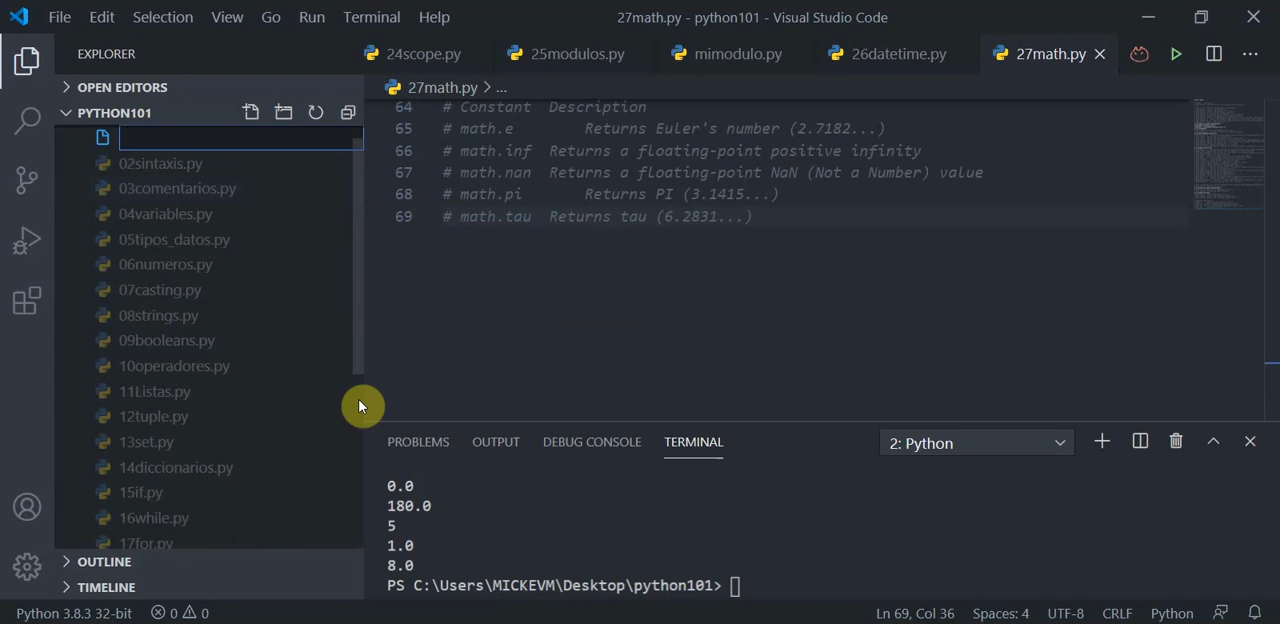 File Edit Selection View Go Run Terminal Help 27math.py - python101 - Visual Studio Code
EXPLORER
24scope.py 25modulos.py mimodulo.py 26datetime.py 27math.py
OPEN EDITORS
27math.py > ...
PYTHON101
02sintaxis.py
03comentarios.py
04variables.py
05tipos_datos.py
06numeros.py
07casting.py
08strings.py
09booleans.py
10operadores.py
11Listas.py
12tuple.py
13set.py
14diccionarios.py
15if.py
16while.py
17for.py
OUTLINE
TIMELINE
64 # Constant Description
65 # math.e Returns Euler's number (2.7182...)
66 # math.inf Returns a floating-point positive infinity
67 # math.nan Returns a floating-point NaN (Not a Number) value
68 # math.pi Returns PI (3.1415...)
69 # math.tau Returns tau (6.2831...)
PROBLEMS OUTPUT DEBUG CONSOLE TERMINAL 2: Python
0.0
180.0
5
1.0
8.0
PS C:\Users\MICKEVM\Desktop\python101>
Python 3.8.3 32-bit 0 0 Ln 69, Col 36 Spaces: 4 UTF-8 CRLF Python